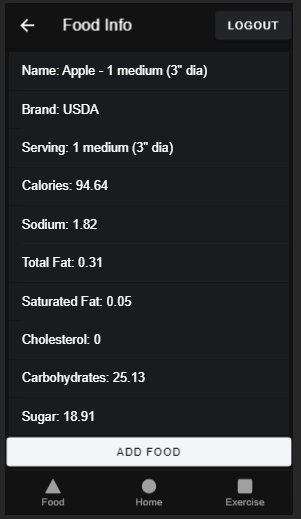 Food Info
LOGOUT
Name: Apple - 1 medium (3" dia)
Brand: USDA
Serving: 1 medium (3" dia)
Calories: 94.64
Sodium: 1.82
Total Fat: 0.31
Saturated Fat: 0.05
Cholesterol: 0
Carbohydrates: 25.13
Sugar: 18.91
ADD FOOD
Food
Home
Exercise